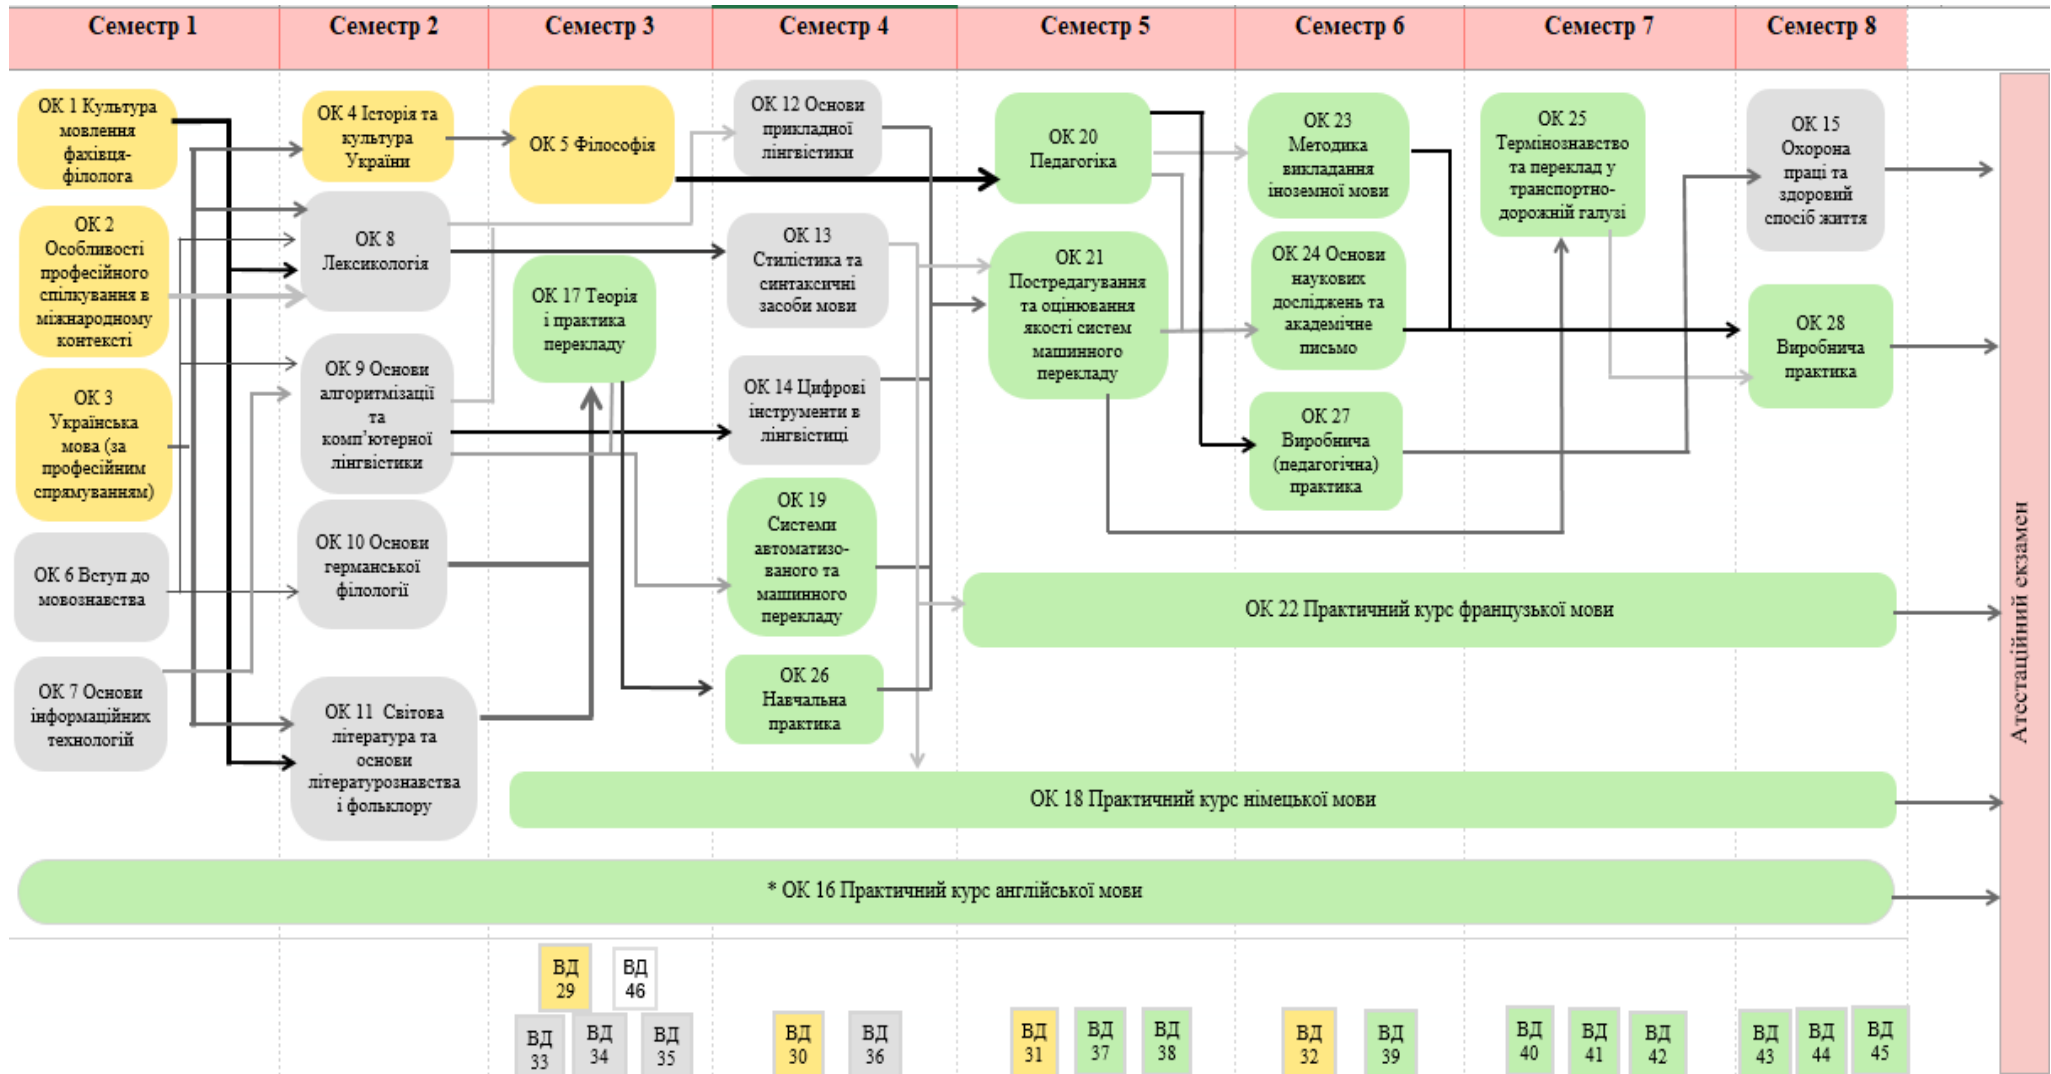 Семестр 1
Семестр 2
Семестр 3
Семестр 4
Семестр 5
Семестр 6
Семестр 7
Семестр 8
ОК 1 Культура
мовлення
фахівця-
філолога
ОК 2
Особливості
професійного
спілкування в
міжнародному
контексті
ОК 3
Українська
мова (за
професійним
спрямуванням)
ОК 6 Вступ до
мовознавства
ОК 7 Основи
інформаційних
технологій
ОК 4 Історія та
культура
України
ОК 8
Лексикологія
ОК 9 Основи
алгоритмізації
та
комп’ютерної
лінгвістики
ОК 10 Основи
германської
філології
ОК 11 Світова
література та
основи
літературознавства
і фольклору
ОК 5 Філософія
ОК 17 Теорія
і практика
перекладу
ОК 12 Основи
прикладної
лінгвістики
ОК 13
Стилістика та
синтаксичні
засоби мови
ОК 14 Цифрові
інструменти в
лінгвістиці
ОК 19
Системи
автоматизо-
ваного та
машинного
перекладу
ОК 26
Навчальна
практика
ОК 20
Педагогіка
ОК 21
Постредагування
та оцінювання
якості систем
машинного
перекладу
ОК 23
Методика
викладання
іноземної мови
ОК 24 Основи
наукових
досліджень та
академічне
письмо
ОК 27
Виробнича
(педагогічна)
практика
ОК 25
Термінознавство
та переклад у
транспортно-
дорожній галузі
ОК 15
Охорона
праці та
здоровий
спосіб життя
ОК 28
Виробнича
практика
ОК 22 Практичний курс французької мови
ОК 18 Практичний курс німецької мови
* ОК 16 Практичний курс англійської мови
Атестаційний екзамен
ВД
29
ВД
46
ВД
33
ВД
34
ВД
35
ВД
30
ВД
36
ВД
31
ВД
37
ВД
38
ВД
32
ВД
39
ВД
40
ВД
41
ВД
42
ВД
43
ВД
44
ВД
45